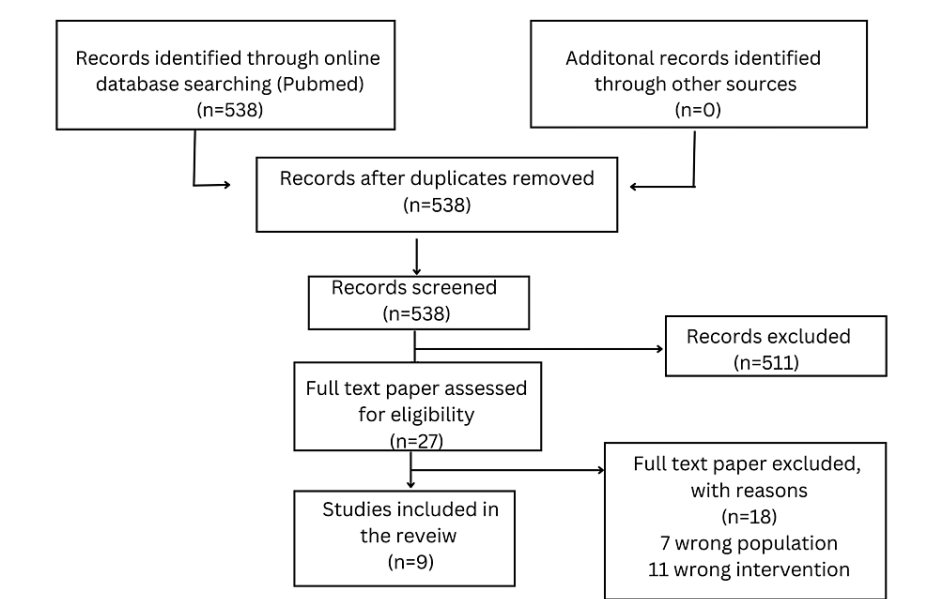 Records identified through online
database searching (Pubmed)
(n=538)
Additonal records identified
through other sources
(n=0)
Records after duplicates removed
(n=538)
Records screened
(n=538)
Records excluded
(n=511)
Full text paper assessed
for eligibility
(n=27)
Full text paper excluded,
with reasons
(n=18)
7 wrong population
11 wrong intervention
Studies included in
the reveiw
(n=9)